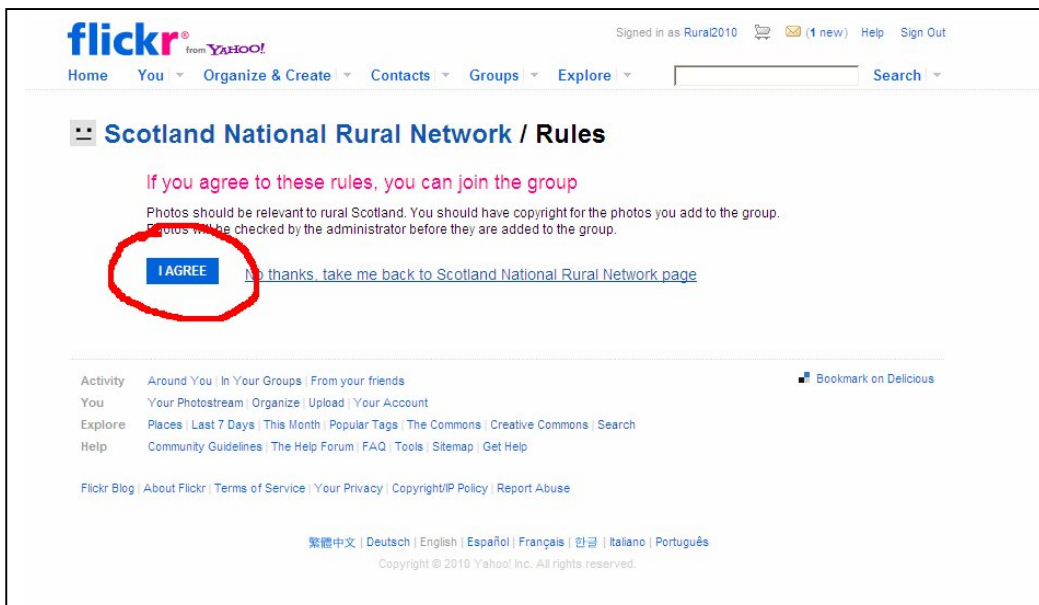 flickr® from YAHOO!
Signed in as Rural2010 (1 new) Help Sign Out
Home You Organize & Create Contacts Groups Explore Search
Scotland National Rural Network / Rules
If you agree to these rules, you can join the group
Photos should be relevant to rural Scotland. You should have copyright for the photos you add to the group.
Photos will be checked by the administrator before they are added to the group.
I AGREE No thanks, take me back to Scotland National Rural Network page
Activity Around You | In Your Groups | From your friends
Bookmark on Delicious
You Your Photostream | Organize | Upload | Your Account
Explore Places | Last 7 Days | This Month | Popular Tags | The Commons | Creative Commons | Search
Help Community Guidelines | The Help Forum | FAQ | Tools | Sitemap | Get Help
Flickr Blog | About Flickr | Terms of Service | Your Privacy | Copyright/IP Policy | Report Abuse
繁體中文 | Deutsch | English | Español | Français | 한글 | Italiano | Português
Copyright © 2010 Yahoo! Inc. All rights reserved.